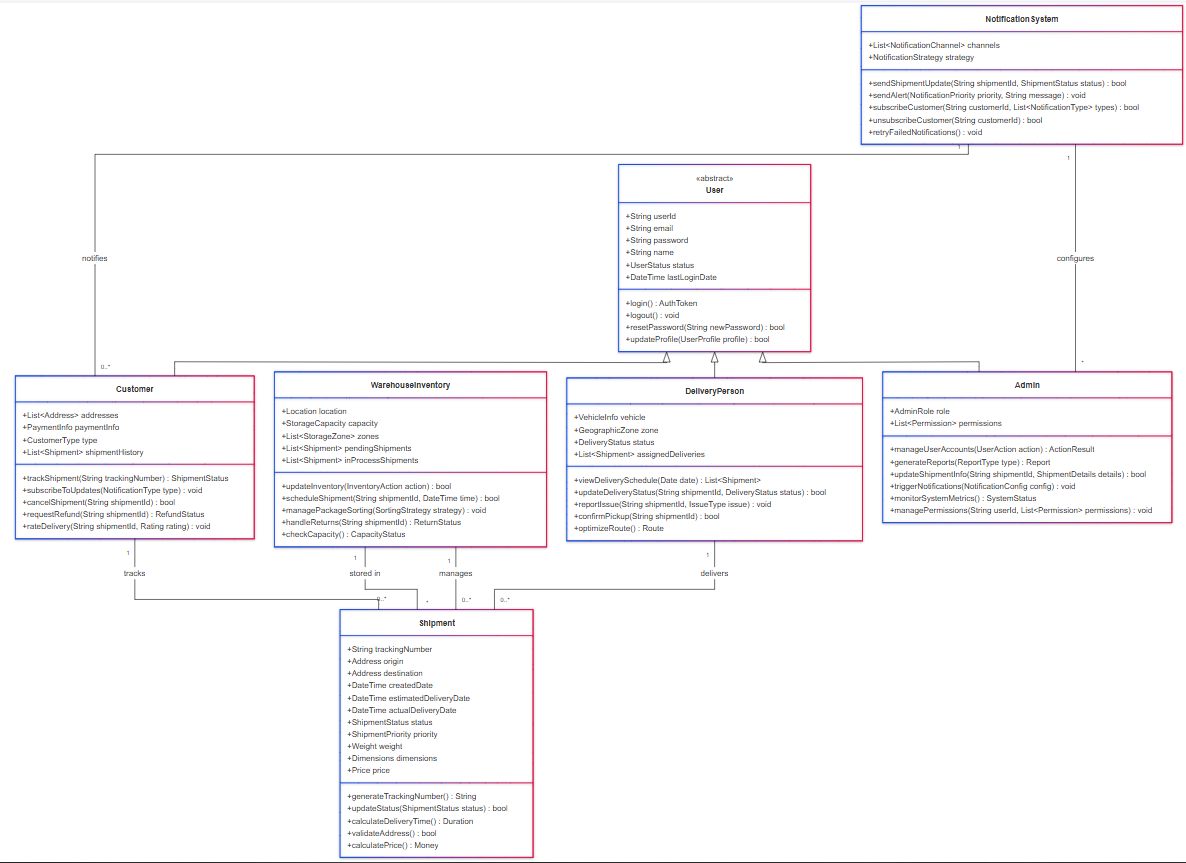 Notification System
+List<NotificationChannel> channels
+NotificationStrategy strategy
+sendShipmentUpdate(String shipmentId, ShipmentStatus status) : bool
+sendAlert(NotificationPriority priority, String message) : void
+subscribeCustomer(String customerId, List<NotificationType> types) : bool
+unsubscribeCustomer(String customerId) : bool
+retryFailedNotifications() : void
1
1
«abstract»
User
+String userId
+String email
+String password
+String name
+UserStatus status
+DateTime lastLoginDate
+login() : AuthToken
+logout() : void
+resetPassword(String newPassword) : bool
+updateProfile(UserProfile profile) : bool
notifies
configures
0..*
*
Customer
+List<Address> addresses
+PaymentInfo paymentInfo
+CustomerType type
+List<Shipment> shipmentHistory
+trackShipment(String trackingNumber) : ShipmentStatus
+subscribeToUpdates(NotificationType type) : void
+cancelShipment(String shipmentId) : bool
+requestRefund(String shipmentId) : RefundStatus
+rateDelivery(String shipmentId, Rating rating) : void
WarehouseInventory
+Location location
+StorageCapacity capacity
+List<StorageZone> zones
+List<Shipment> pendingShipments
+List<Shipment> inProcessShipments
+updateInventory(InventoryAction action) : bool
+scheduleShipment(String shipmentId, DateTime time) : bool
+managePackageSorting(SortingStrategy strategy) : void
+handleReturns(String shipmentId) : ReturnStatus
+checkCapacity() : CapacityStatus
DeliveryPerson
+VehicleInfo vehicle
+GeographicZone zone
+DeliveryStatus status
+List<Shipment> assignedDeliveries
+viewDeliverySchedule(Date date) : List<Shipment>
+updateDeliveryStatus(String shipmentId, DeliveryStatus status) : bool
+reportIssue(String shipmentId, IssueType issue) : void
+confirmPickup(String shipmentId) : bool
+optimizeRoute() : Route
Admin
+AdminRole role
+List<Permission> permissions
+manageUserAccounts(UserAction action) : ActionResult
+generateReports(ReportType type) : Report
+updateShipmentInfo(String shipmentId, ShipmentDetails details) : bool
+triggerNotifications(NotificationConfig config) : void
+monitorSystemMetrics() : SystemStatus
+managePermissions(String userId, List<Permission> permissions) : void
1
1
1
1
tracks
stored in
manages
delivers
0..*
*
0..*
0..*
Shipment
+String trackingNumber
+Address origin
+Address destination
+DateTime createdDate
+DateTime estimatedDeliveryDate
+DateTime actualDeliveryDate
+ShipmentStatus status
+ShipmentPriority priority
+Weight weight
+Dimensions dimensions
+Price price
+generateTrackingNumber() : String
+updateStatus(ShipmentStatus status) : bool
+calculateDeliveryTime() : Duration
+validateAddress() : bool
+calculatePrice() : Money